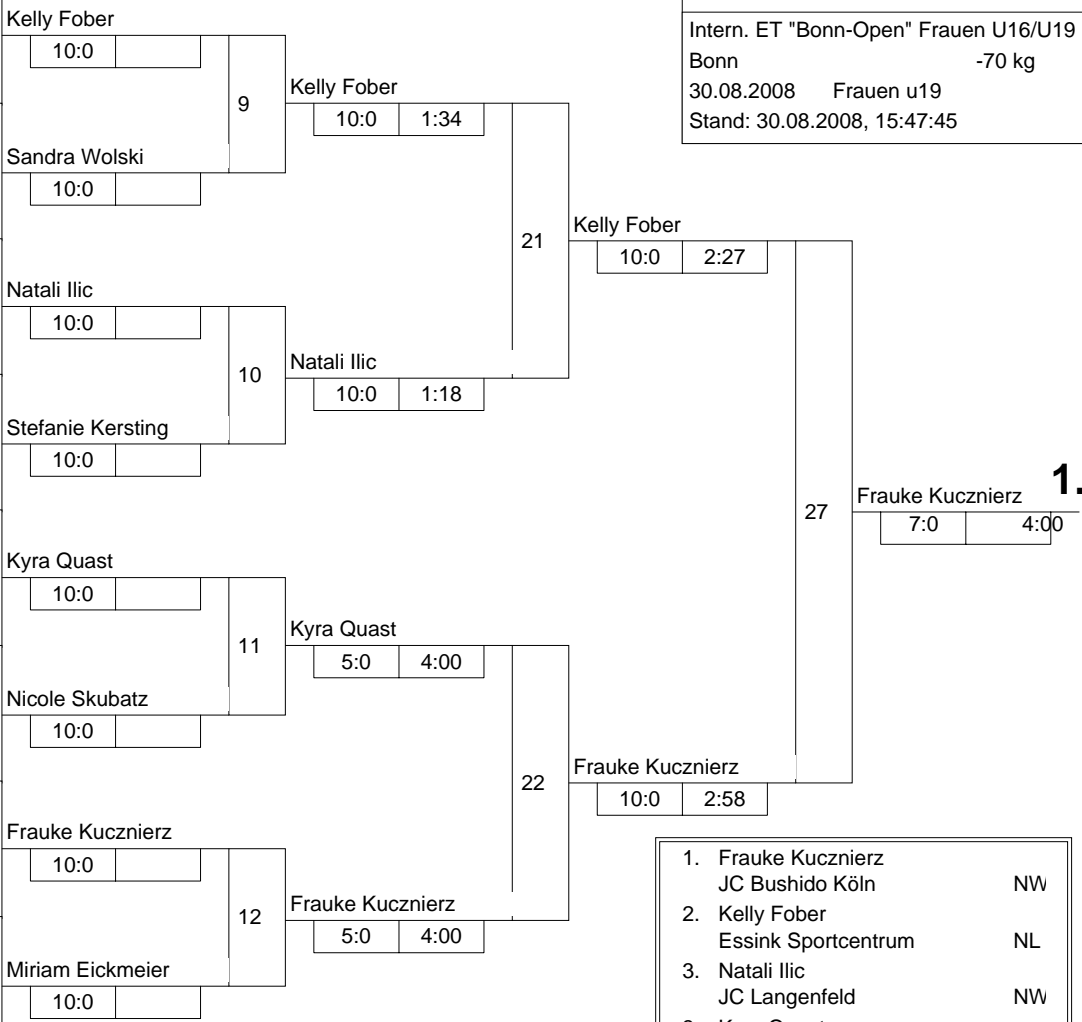 Kelly Fober
10:0
9
Sandra Wolski
10:0
Natali Ilic
10:0
10
Stefanie Kersting
10:0
Kyra Quast
10:0
11
Nicole Skubatz
10:0
Frauke Kucznierz
10:0
12
Miriam Eickmeier
10:0
Kelly Fober
10:0 1:34
21
Natali Ilic
10:0 1:18
Kyra Quast
5:0 4:00
22
Frauke Kucznierz
5:0 4:00
Kelly Fober
10:0 2:27
27
Frauke Kucznierz
10:0 2:58
Frauke Kucznierz 1.
7:0 4:00
Intern. ET "Bonn-Open" Frauen U16/U19
Bonn -70 kg
30.08.2008 Frauen u19
Stand: 30.08.2008, 15:47:45
1. Frauke Kucznierz
JC Bushido Köln NW
2. Kelly Fober
Essink Sportcentrum NL
3. Natali Ilic
JC Langenfeld NW